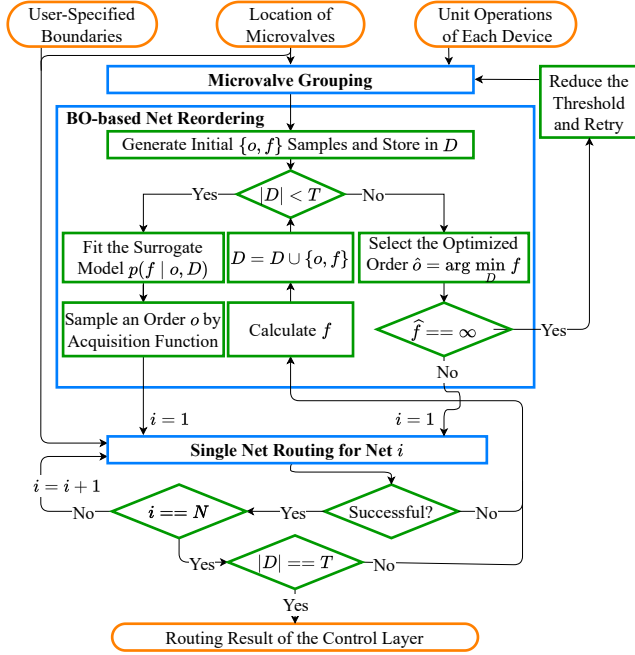 User-Specified
Boundaries
Location of
Microvalves
Unit Operations
of Each Device
Microvalve Grouping
Reduce the
Threshold
and Retry
BO-based Net Reordering
Generate Initial {o, f} Samples and Store in D
Yes
|D| < T
No
Fit the Surrogate
Model p(f | o, D)
D = D ∪ {o, f}
Select the Optimized
Order ô = arg min f
D
Sample an Order o by
Acquisition Function
Calculate f
f̂ == ∞
Yes
No
i = 1
i = 1
Single Net Routing for Net i
i = i + 1
No
i == N
Yes
Successful?
No
Yes
|D| == T
No
Yes
Routing Result of the Control Layer